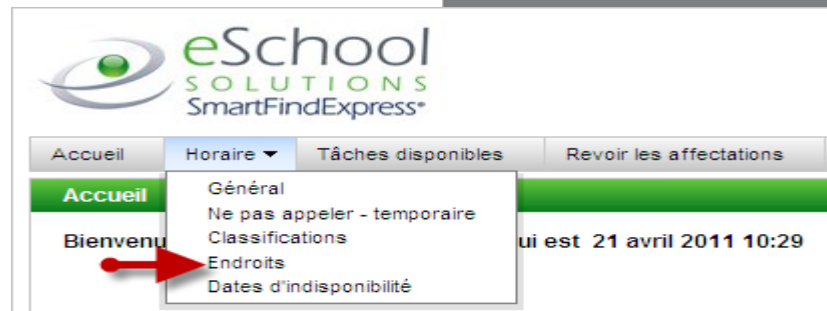 eSchool
SOLUTIONS
SmartFindExpress
Accueil Horaire Tâches disponibles Revoir les affectations
Accueil
Général
Ne pas appeler - temporaire
Classifications
Bienvenu ui est 21 avril 2011 10:29
Endroits
Dates d'indisponibilité